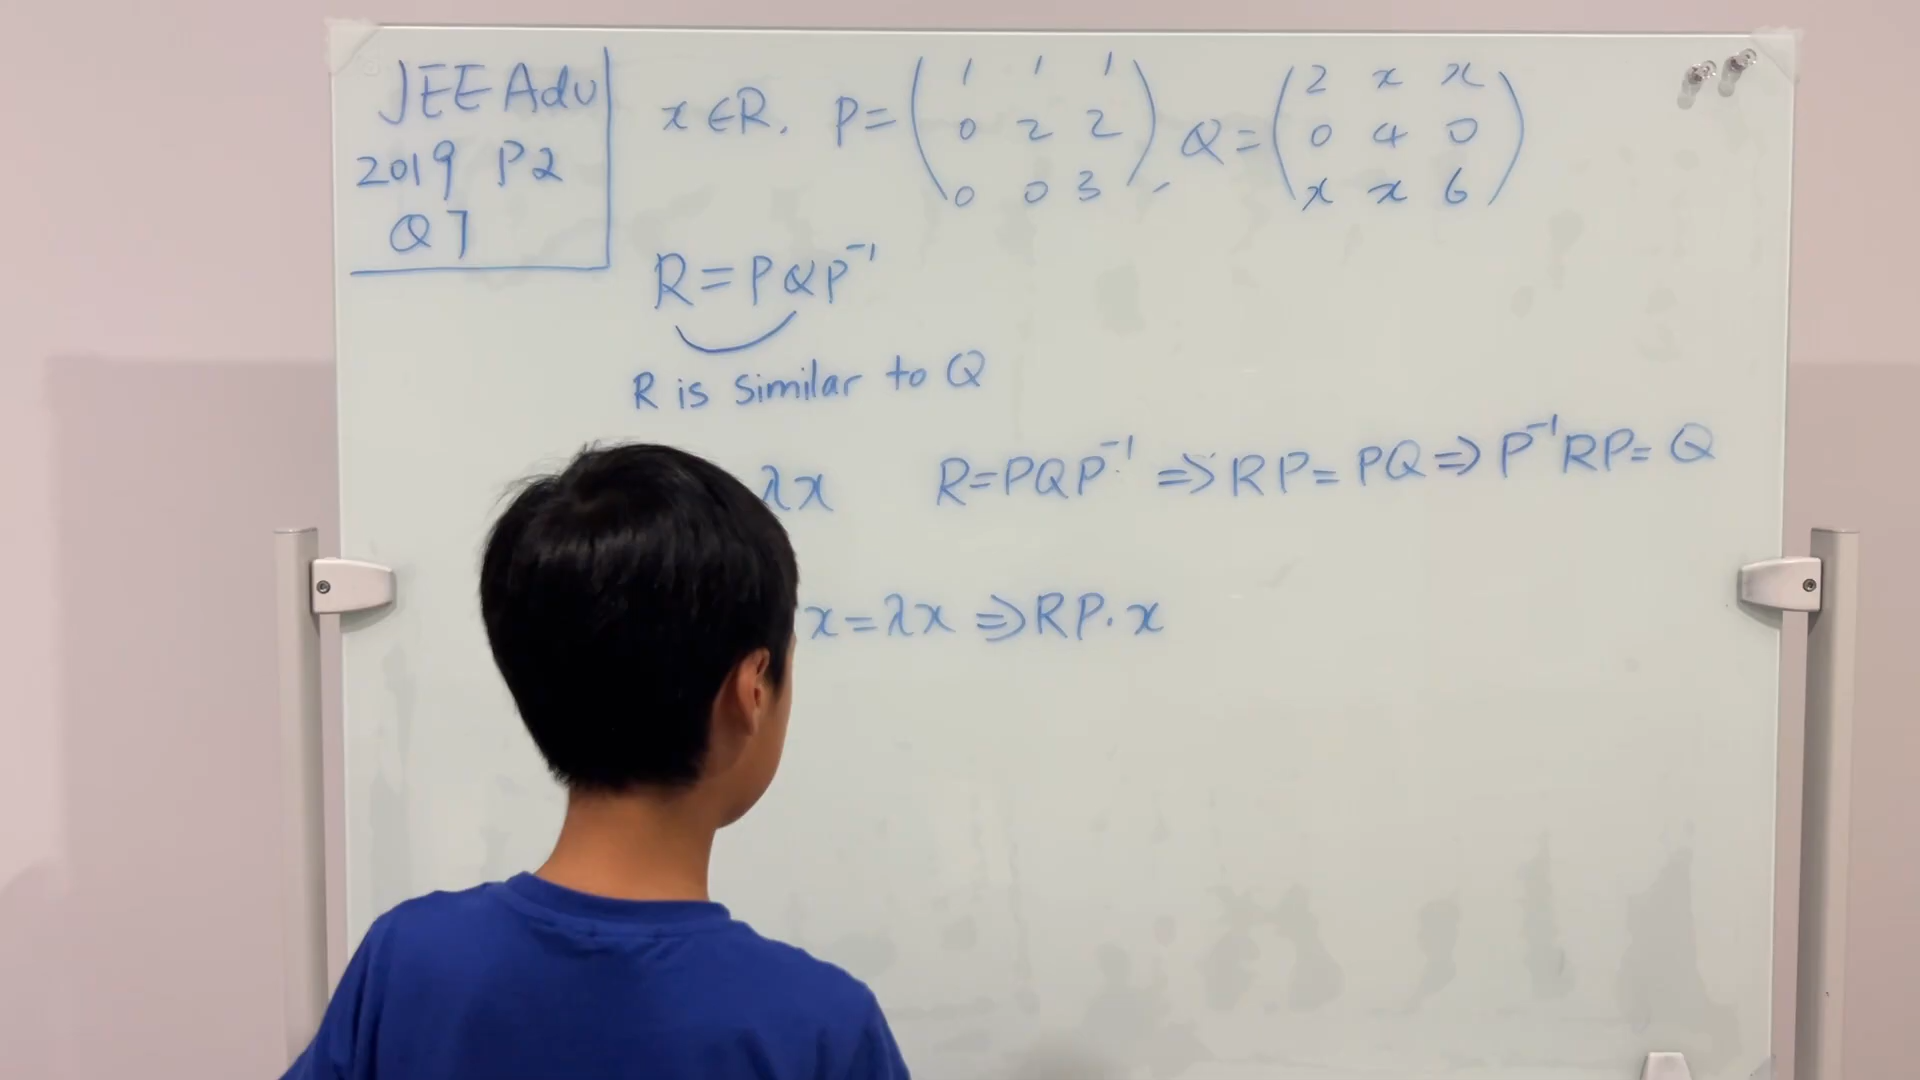 JEE Adv
2019 P2
Q7
x ∈ R, P = (1 1 1
0 2 2
0 0 3), Q = (2 x x
0 4 0
x x 6)
R = PQP⁻¹
R is similar to Q
λx R = PQP⁻¹ ⇒ RP = PQ ⇒ P⁻¹RP = Q
x = λx ⇒ RP · x